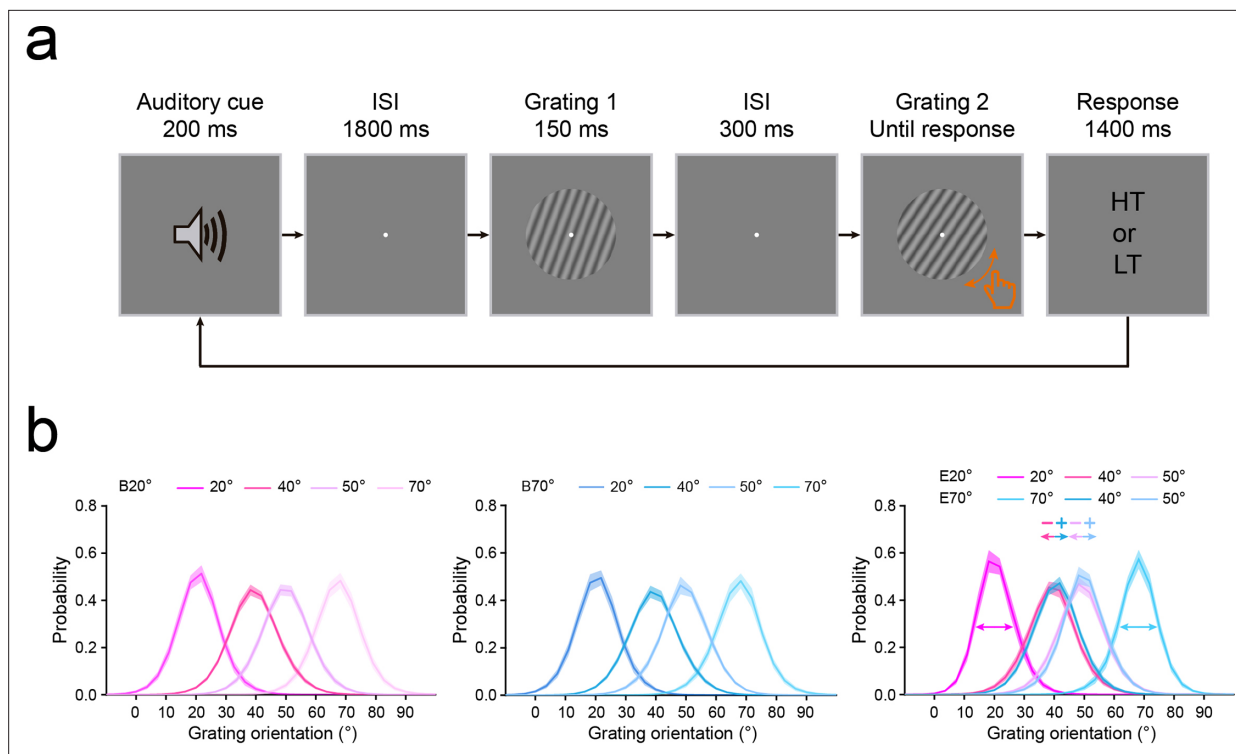 a
Auditory cue
200 ms
ISI
1800 ms
Grating 1
150 ms
ISI
300 ms
Grating 2
Until response
Response
1400 ms
HT
or
LT
b
B20° 20° 40° 50° 70°
0.8
0.6
0.4
0.2
0.0
Probability
0 10 20 30 40 50 60 70 80 90
Grating orientation (°)
B70° 20° 40° 50° 70°
0.8
0.6
0.4
0.2
0.0
Probability
0 10 20 30 40 50 60 70 80 90
Grating orientation (°)
E20° 20° 40° 50°
E70° 70° 40° 50°
− + − +
0.8
0.6
0.4
0.2
0.0
Probability
0 10 20 30 40 50 60 70 80 90
Grating orientation (°)